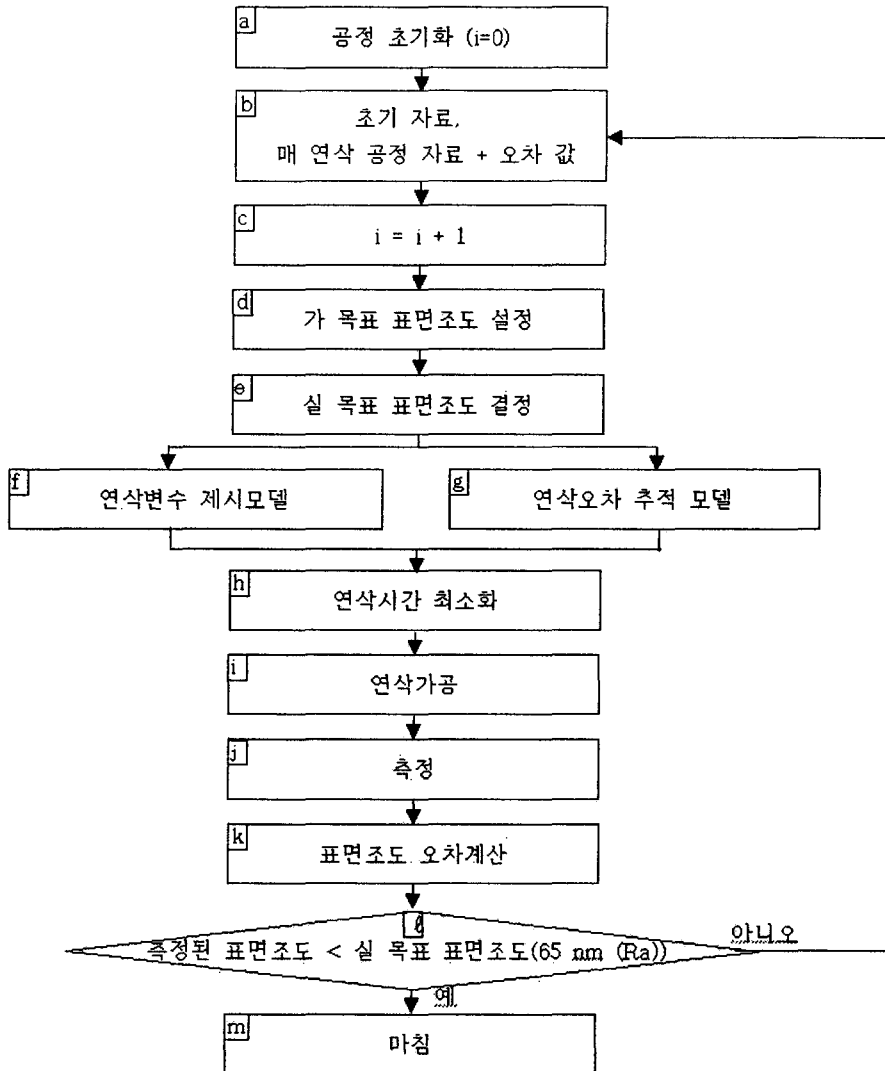 a
공정 초기화 (i=0)
b
초기 자료,
매 연삭 공정 자료 + 오차 값
c
i = i + 1
d
가 목표 표면조도 설정
e
실 목표 표면조도 결정
f
연삭변수 제시모델
g
연삭오차 추적 모델
h
연삭시간 최소화
i
연삭가공
j
측정
k
표면조도 오차계산
ℓ
측정된 표면조도 < 실 목표 표면조도(65 nm (Ra))
아니오
예
m
마침